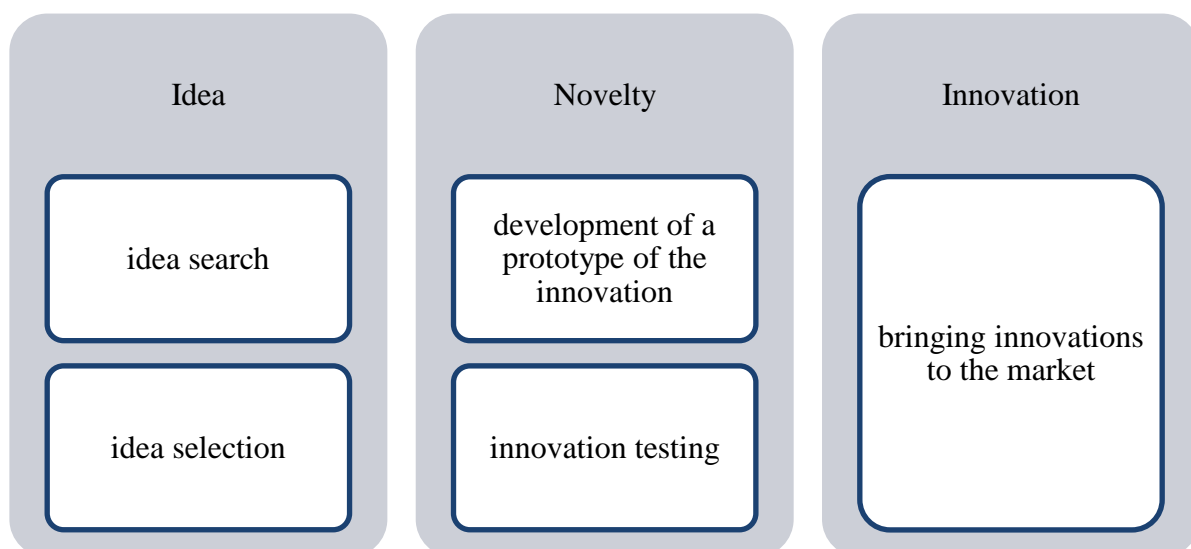 Idea
idea search
idea selection
Novelty
development of a
prototype of the
innovation
innovation testing
Innovation
bringing innovations
to the market